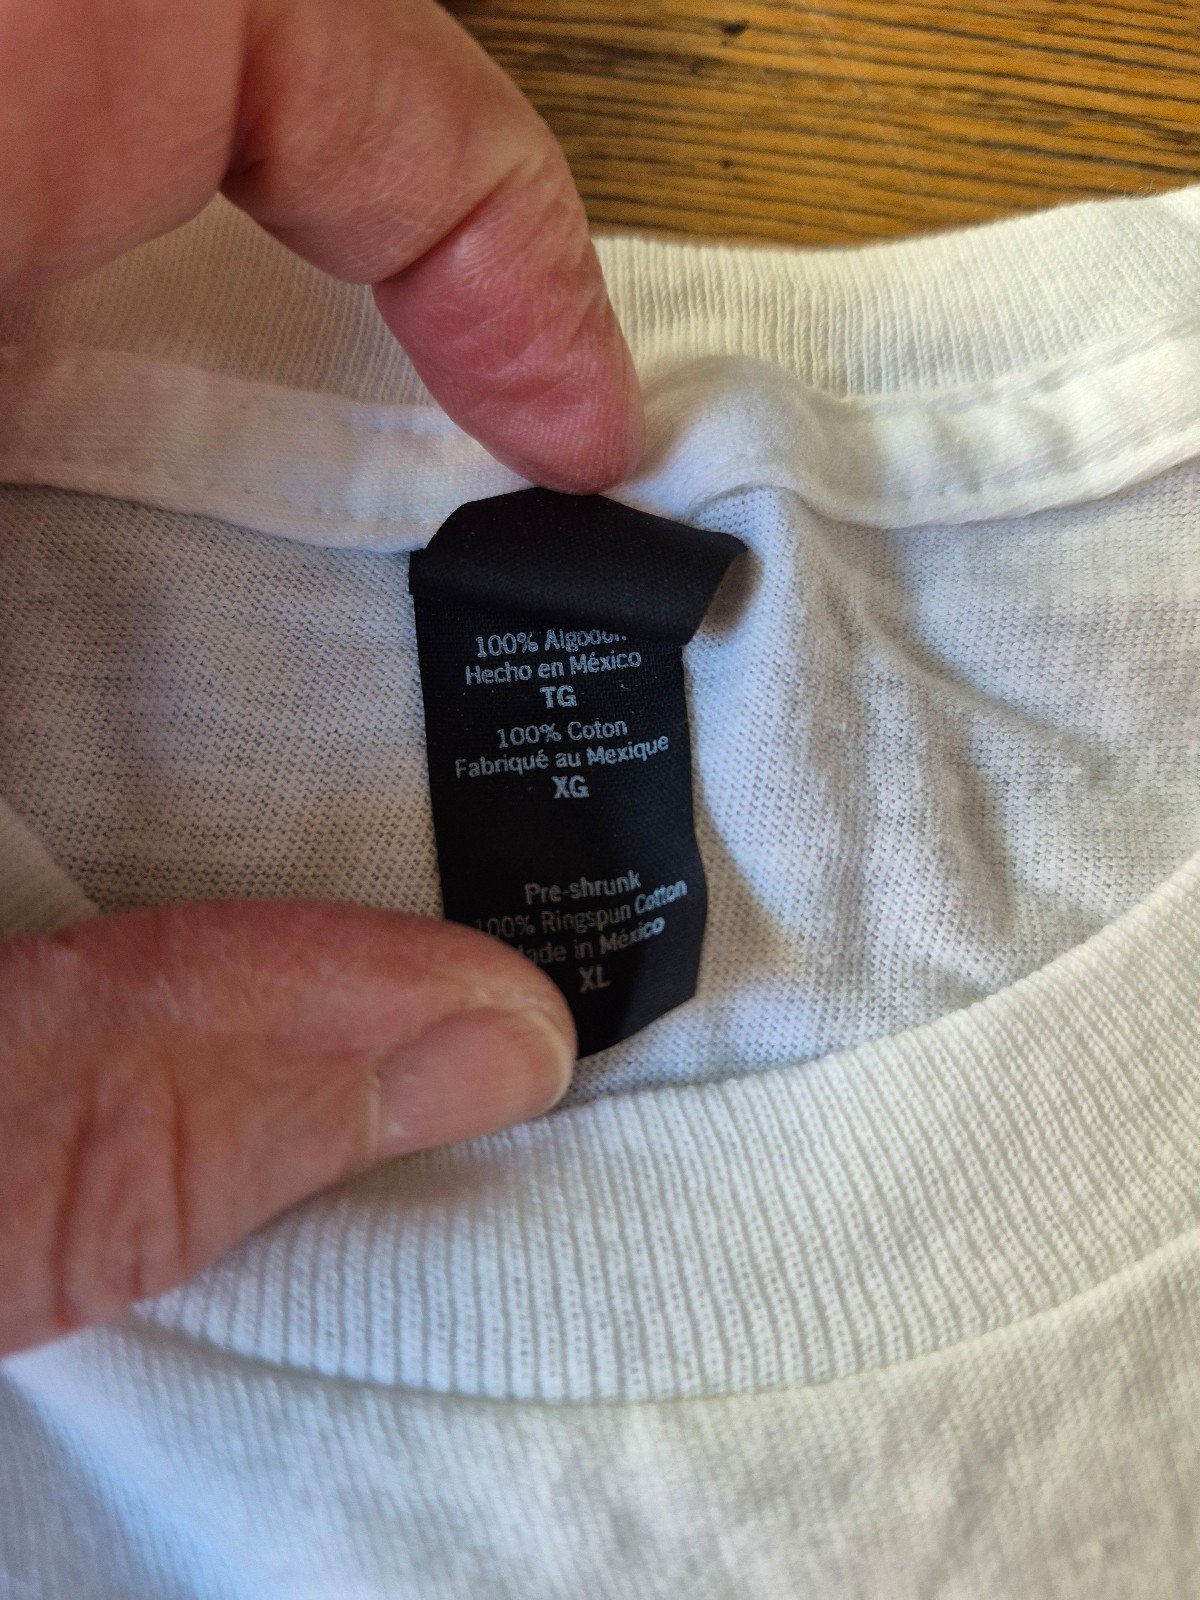 100% Algodón
Hecho en México
TG
100% Coton
Fabriqué au Mexique
XG
Pre-shrunk
100% Ringspun Cotton
Made in México
XL